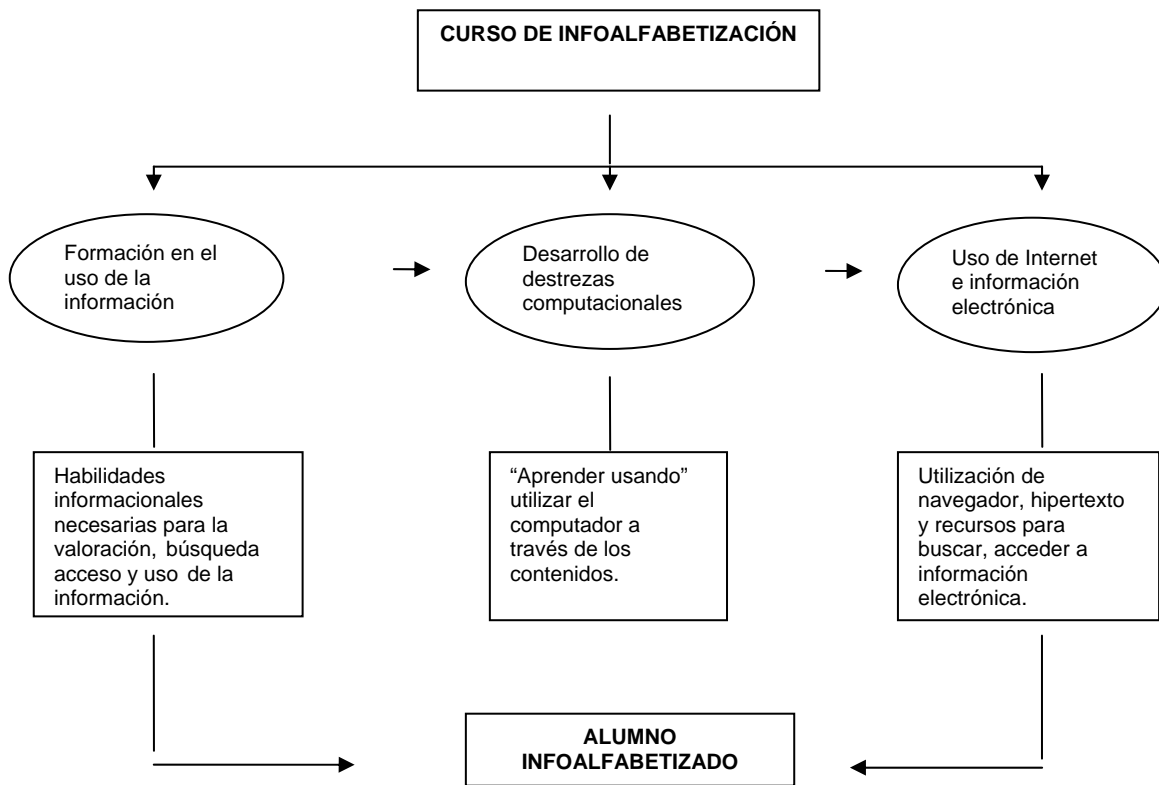 CURSO DE INFOALFABETIZACIÓN
Formación en el
uso de la
información
Desarrollo de
destrezas
computacionales
Uso de Internet
e información
electrónica
Habilidades
informacionales
necesarias para la
valoración, búsqueda
acceso y uso de la
información.
“Aprender usando”
utilizar el
computador a
través de los
contenidos.
Utilización de
navegador, hipertexto
y recursos para
buscar, acceder a
información
electrónica.
ALUMNO
INFOALFABETIZADO